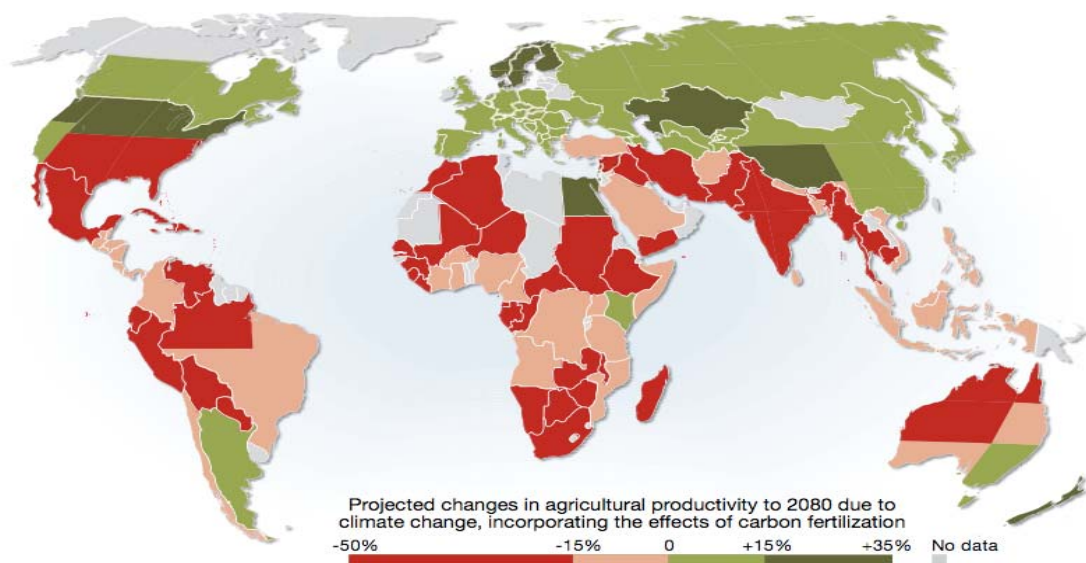 Projected changes in agricultural productivity to 2080 due to
climate change, incorporating the effects of carbon fertilization
-50% -15% 0 +15% +35% No data